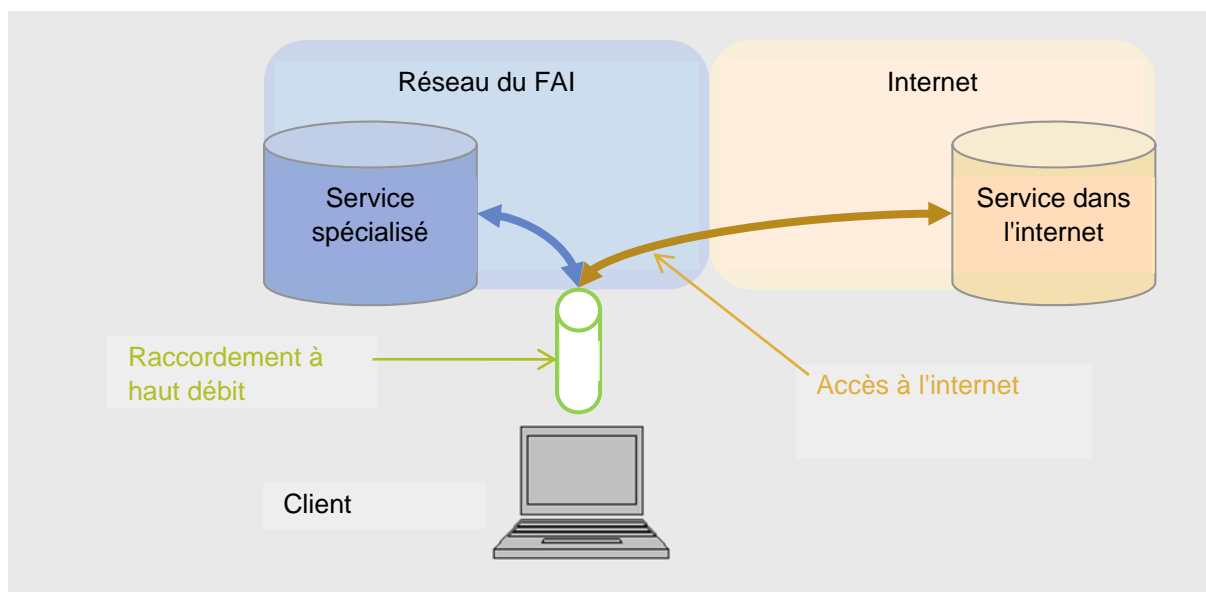 Réseau du FAI
Internet
Service
spécialisé
Service dans
l'internet
Raccordement à
haut débit
Accès à l'internet
Client